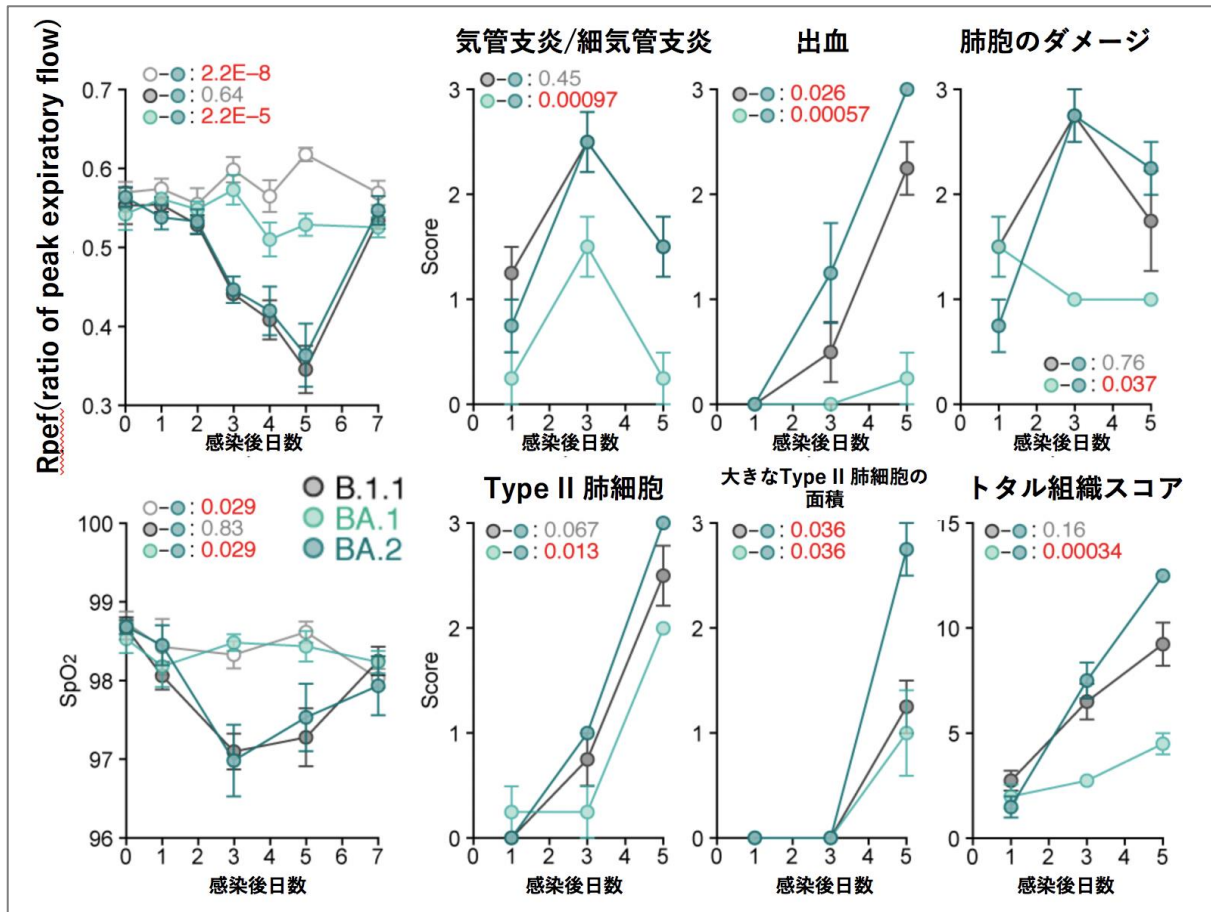 Rpef(ratio of peak expiratory flow)
: 2.2E–8
: 0.64
: 2.2E–5
0.7
0.6
0.5
0.4
0.3
0 1 2 3 4 5 6 7
感染後日数
気管支炎/細気管支炎
: 0.45
: 0.00097
Score
3
2
1
0
0 1 2 3 4 5
感染後日数
出血
: 0.026
: 0.00057
3
2
1
0
0 1 2 3 4 5
感染後日数
肺胞のダメージ
3
2
1
0
: 0.76
: 0.037
0 1 2 3 4 5
感染後日数
: 0.029
: 0.83
: 0.029
B.1.1
BA.1
BA.2
SpO2
100
99
98
97
96
0 1 2 3 4 5 6 7
感染後日数
Type II 肺細胞
: 0.067
: 0.013
Score
3
2
1
0
0 1 2 3 4 5
感染後日数
大きなType II 肺細胞の
面積
: 0.036
: 0.036
3
2
1
0
0 1 2 3 4 5
感染後日数
トタル組織スコア
: 0.16
: 0.00034
15
10
5
0
0 1 2 3 4 5
感染後日数